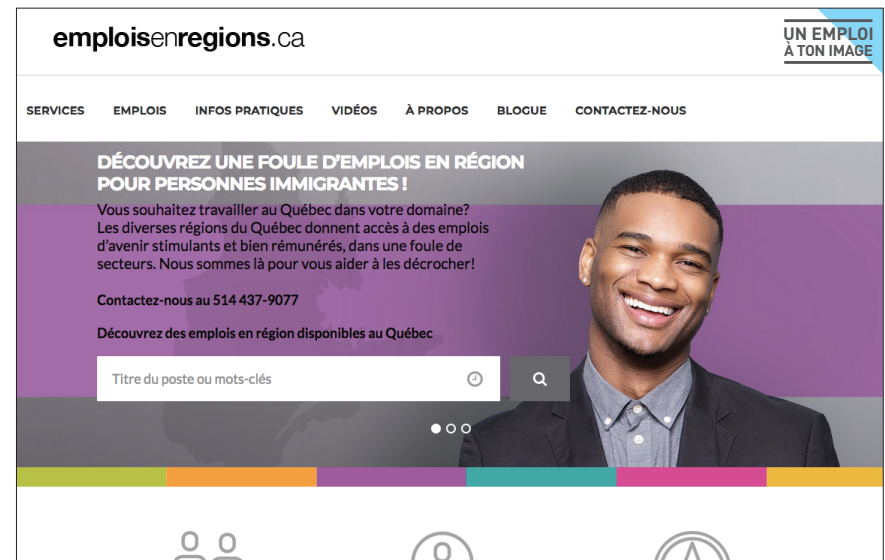 emploisenregions.ca
UN EMPLOI
À TON IMAGE
SERVICES EMPLOIS INFOS PRATIQUES VIDÉOS À PROPOS BLOGUE CONTACTEZ-NOUS
DÉCOUVREZ UNE FOULE D'EMPLOIS EN RÉGION
POUR PERSONNES IMMIGRANTES !
Vous souhaitez travailler au Québec dans votre domaine?
Les diverses régions du Québec donnent accès à des emplois
d'avenir stimulants et bien rémunérés, dans une foule de
secteurs. Nous sommes là pour vous aider à les décrocher!
Contactez-nous au 514 437-9077
Découvrez des emplois en région disponibles au Québec
Titre du poste ou mots-clés